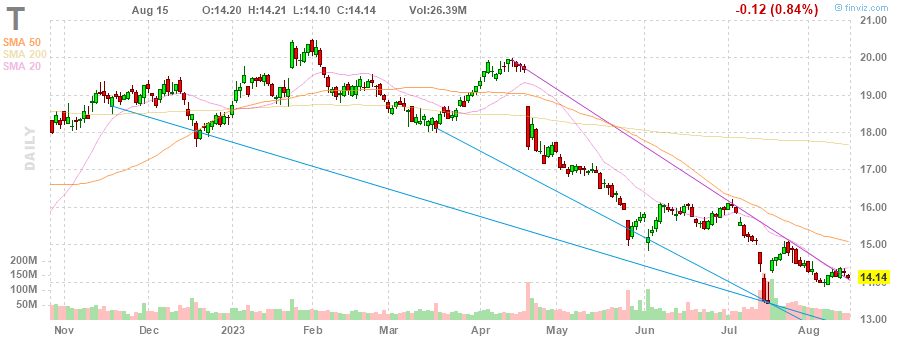 T
Aug 15 O:14.20 H:14.21 L:14.10 C:14.14 Vol:26.39M
-0.12 (0.84%)
© finviz.com
SMA 50
SMA 200
SMA 20
DAILY
21.00
20.00
19.00
18.00
17.00
16.00
15.00
14.14
13.00
200M
150M
100M
50M
Nov Dec 2023 Feb Mar Apr May Jun Jul Aug